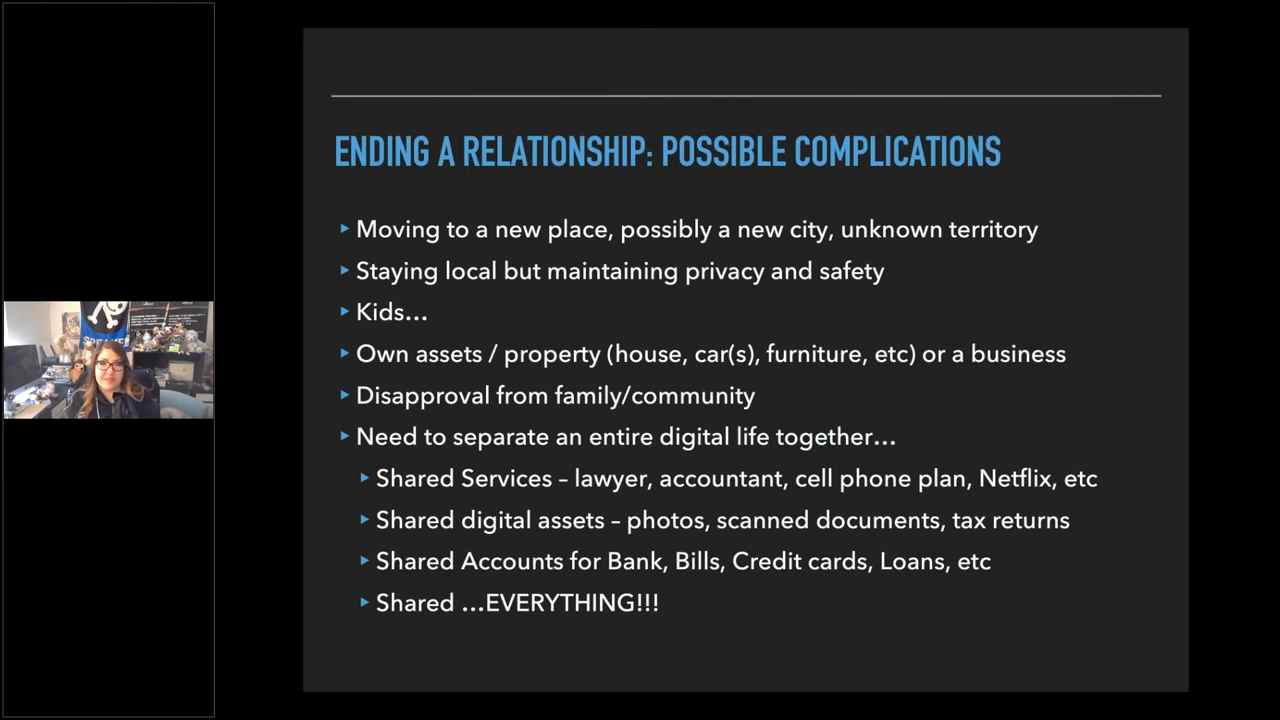 ENDING A RELATIONSHIP: POSSIBLE COMPLICATIONS
Moving to a new place, possibly a new city, unknown territory
Staying local but maintaining privacy and safety
Kids…
Own assets / property (house, car(s), furniture, etc) or a business
Disapproval from family/community
Need to separate an entire digital life together…
Shared Services – lawyer, accountant, cell phone plan, Netflix, etc
Shared digital assets – photos, scanned documents, tax returns
Shared Accounts for Bank, Bills, Credit cards, Loans, etc
Shared …EVERYTHING!!!